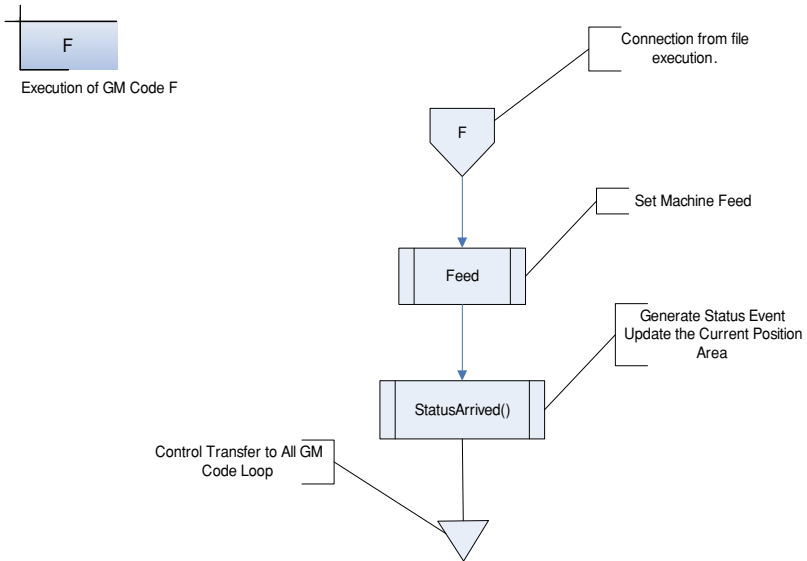 F
Execution of GM Code F
Connection from file
execution.
F
Set Machine Feed
Feed
Generate Status Event
Update the Current Position
Area
StatusArrived()
Control Transfer to All GM
Code Loop